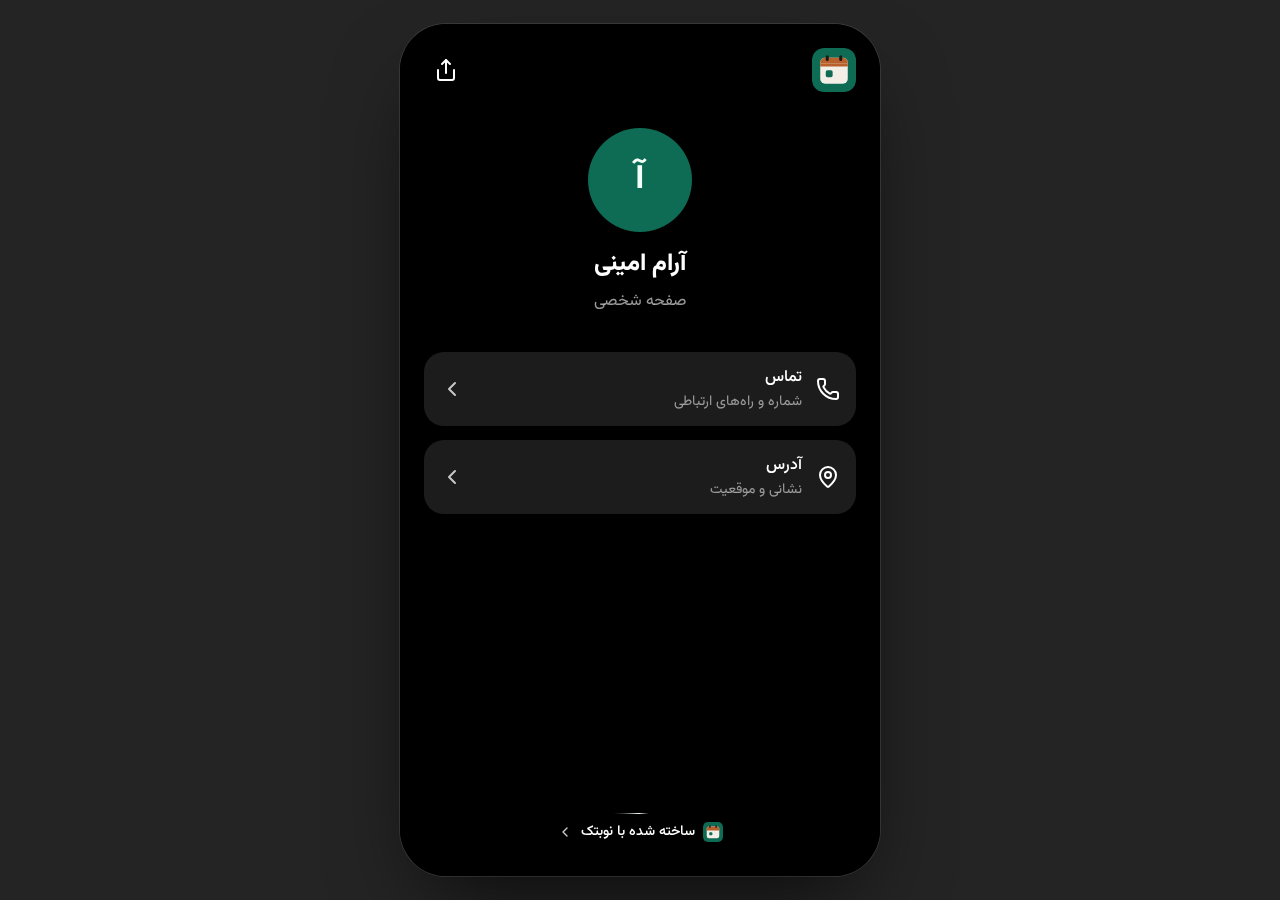 آ
آرام امینی
صفحه شخصی
تماس
شماره و راه‌های ارتباطی
آدرس
نشانی و موقعیت
ساخته شده با نوبتک